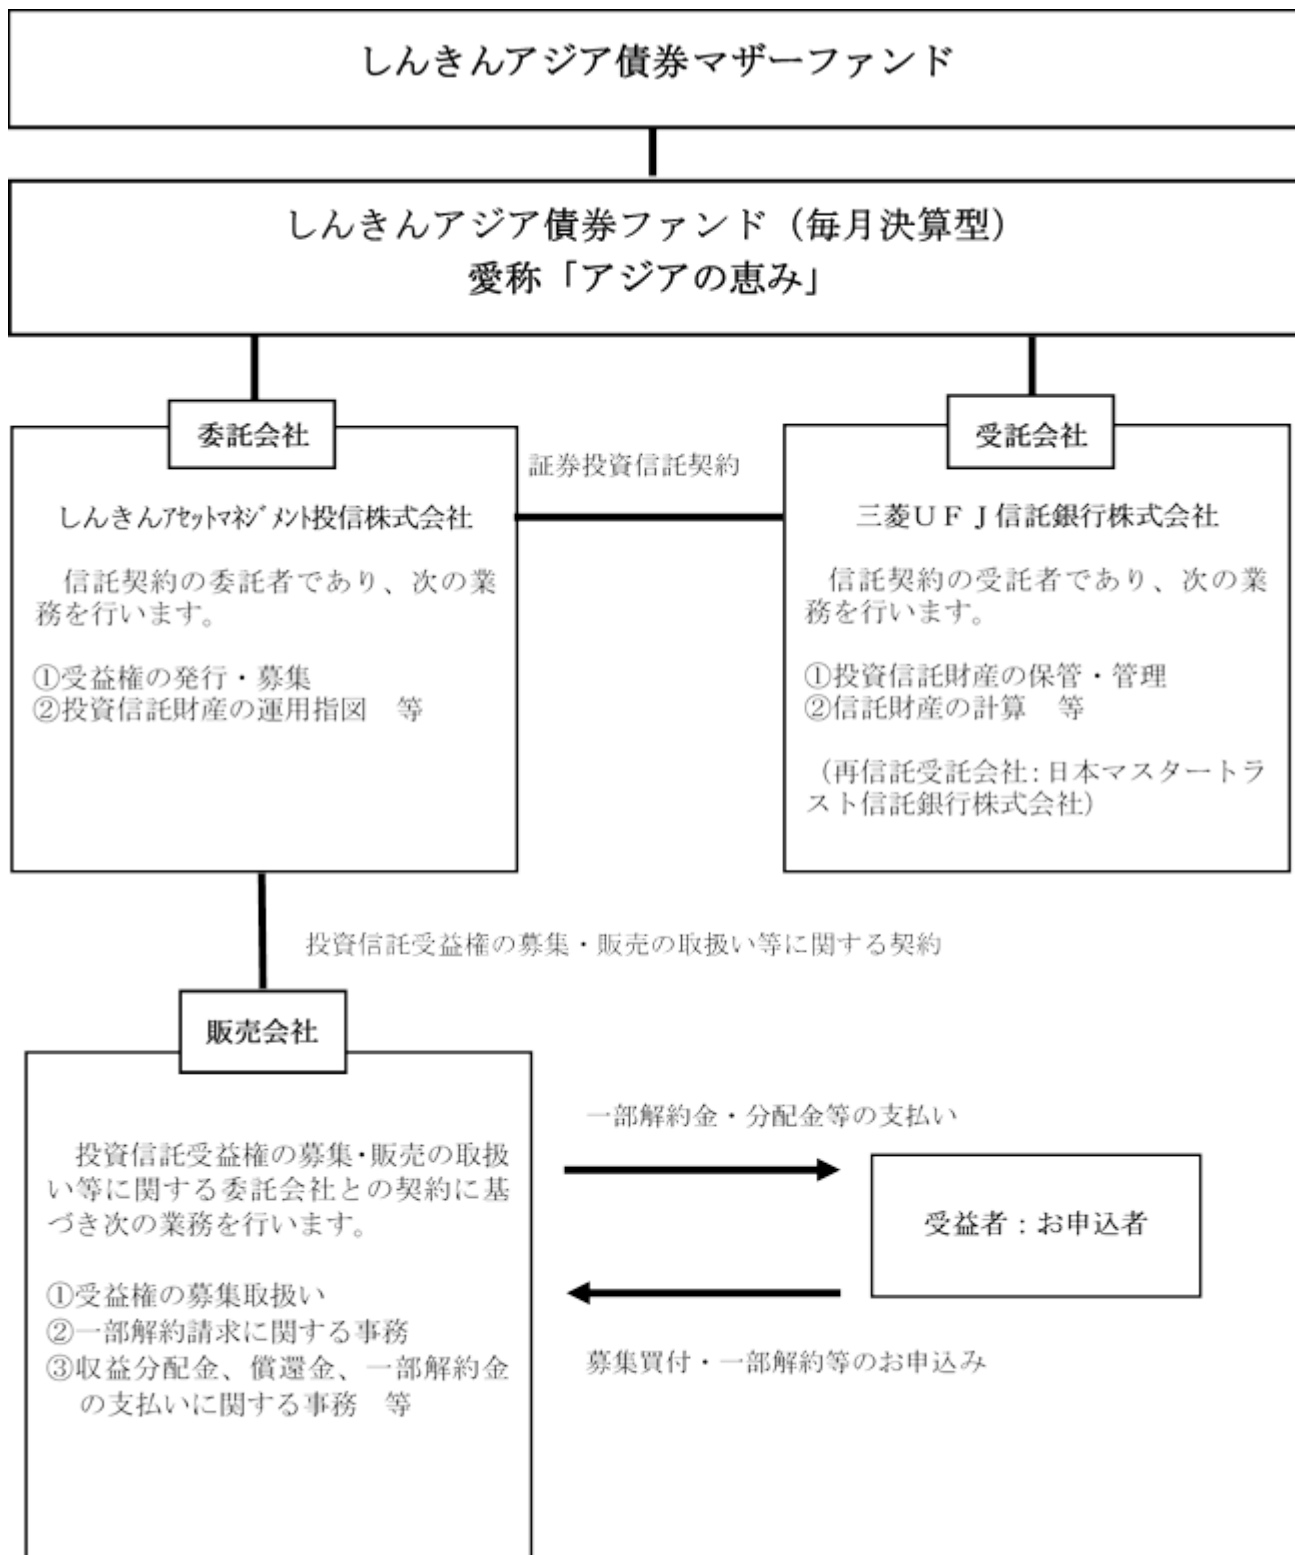 しんきんアジア債券マザーファンド
しんきんアジア債券ファンド（毎月決算型）
愛称「アジアの恵み」
委託会社
しんきんｱｾｯﾄﾏﾈｼﾞﾒﾝﾄ投信株式会社
信託契約の委託者であり、次の業
務を行います。
①受益権の発行・募集
②投資信託財産の運用指図　等
証券投資信託契約
受託会社
三菱ＵＦＪ信託銀行株式会社
信託契約の受託者であり、次の業
務を行います。
①投資信託財産の保管・管理
②信託財産の計算　等
（再信託受託会社：日本マスタートラ
スト信託銀行株式会社）
投資信託受益権の募集・販売の取扱い等に関する契約
販売会社
投資信託受益権の募集・販売の取扱
い等に関する委託会社との契約に基
づき次の業務を行います。
①受益権の募集取扱い
②一部解約請求に関する事務
③収益分配金、償還金、一部解約金
の支払いに関する事務　等
一部解約金・分配金等の支払い
受益者：お申込者
募集買付・一部解約等のお申込み